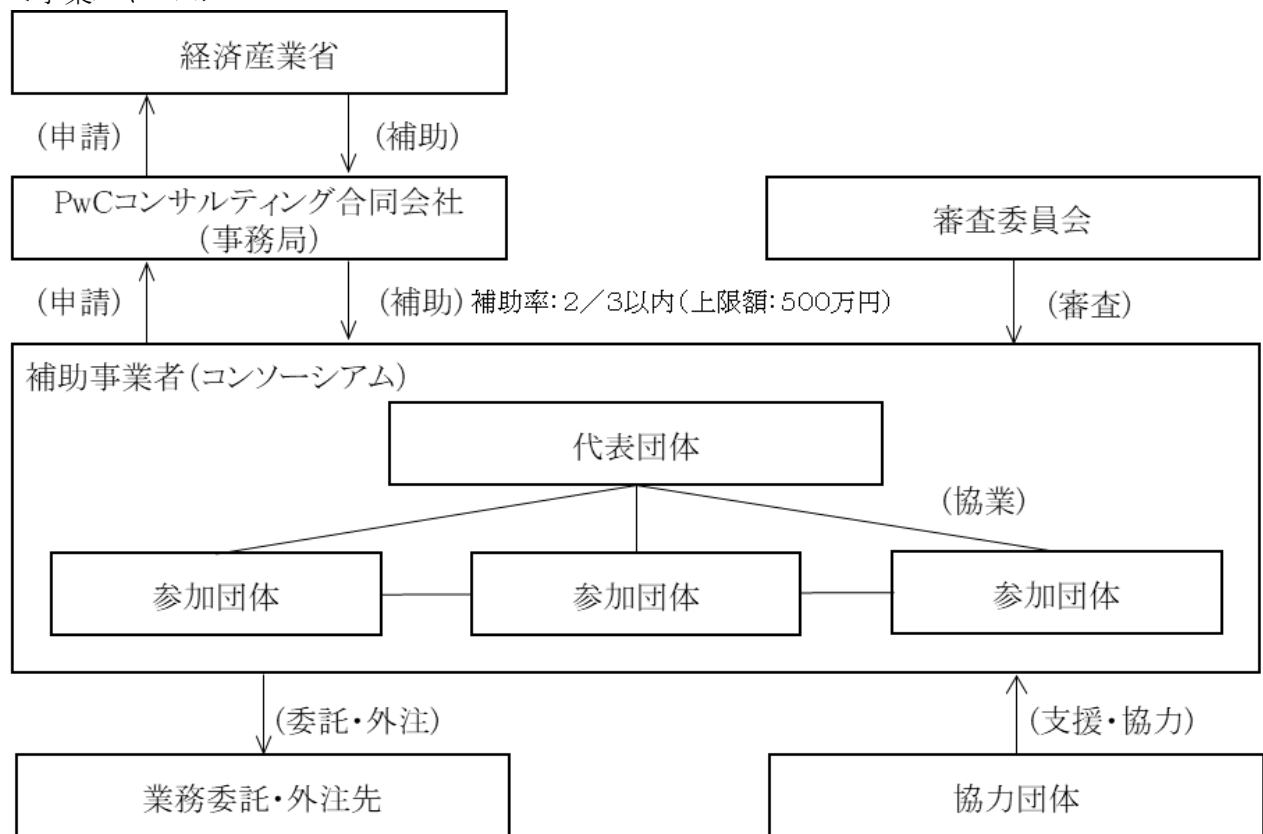 経済産業省
(申請)
(補助)
PwCコンサルティング合同会社
(事務局)
審査委員会
(申請)
(補助) 補助率:2/3以内(上限額:500万円)
(審査)
補助事業者(コンソーシアム)
代表団体
(協業)
参加団体
参加団体
参加団体
(委託・外注)
(支援・協力)
業務委託・外注先
協力団体